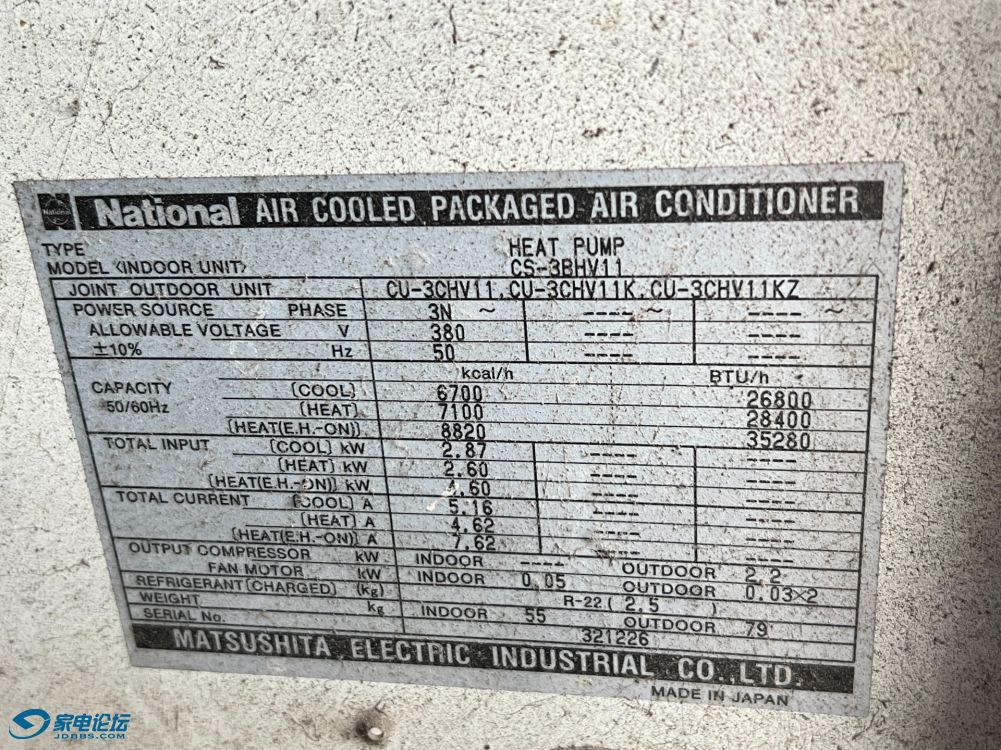 National
National AIR COOLED PACKAGED AIR CONDITIONER
TYPE HEAT PUMP
MODEL (INDOOR UNIT) CS-3BHV11
JOINT OUTDOOR UNIT CU-3CHV11, CU-3CHV11K, CU-3CHV11KZ
POWER SOURCE PHASE 3N ~ ---- ~ ---- ~
ALLOWABLE VOLTAGE V 380 ---- ----
±10% Hz 50 ---- ----
kcal/h BTU/h
CAPACITY (COOL) 6700 26800
50/60Hz (HEAT) 7100 28400
(HEAT(E.H.-ON)) 8820 35280
TOTAL INPUT (COOL) kW 2.87 ---- ----
(HEAT) kW 2.60 ---- ----
(HEAT(E.H.-ON)) kW 4.60 ---- ----
TOTAL CURRENT (COOL) A 5.16 ---- ----
(HEAT) A 4.62 ---- ----
(HEAT(E.H.-ON)) A 7.62 ---- ----
OUTPUT COMPRESSOR kW INDOOR ---- OUTDOOR 2.2
FAN MOTOR kW INDOOR 0.05 OUTDOOR 0.03×2
REFRIGERANT (CHARGED) (kg) R-22 ( 2.5 )
WEIGHT kg INDOOR 55 OUTDOOR 79
SERIAL No. 321226
MATSUSHITA ELECTRIC INDUSTRIAL CO., LTD.
MADE IN JAPAN
家电论坛
JDBBS.COM